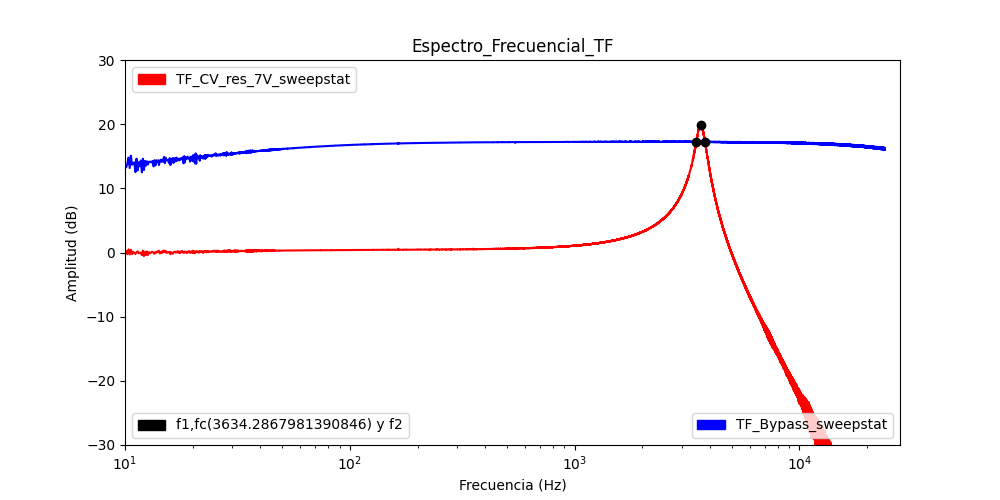 Espectro_Frecuencial_TF
30
20
10
0
−10
−20
−30
Amplitud (dB)
TF_CV_res_7V_sweepstat
f1,fc(3634.2867981390846) y f2
TF_Bypass_sweepstat
10¹
10²
10³
10⁴
Frecuencia (Hz)